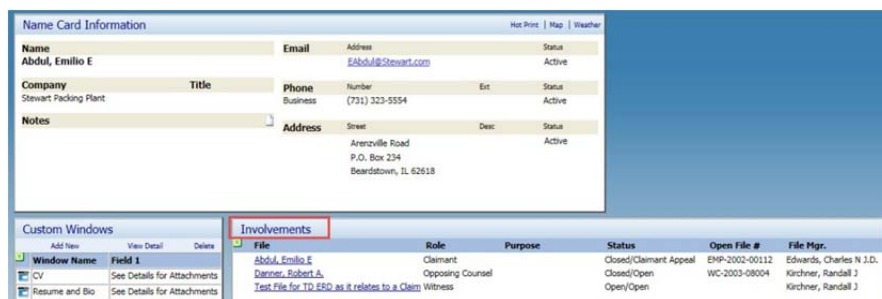 Name Card Information
Hot Print | Map | Weather
Name
Abdul, Emilio E
Company Title
Stewart Packing Plant
Notes
Email Address Status
EAbdul@Stewart.com Active
Phone Number Ext Status
Business (731) 323-5554 Active
Address Street Desc Status
Arenzville Road Active
P.O. Box 234
Beardstown, IL 62618
Custom Windows
Add New View Detail Delete
Window Name Field 1
CV See Details for Attachments
Resume and Bio See Details for Attachments
Involvements
File Role Purpose Status Open File # File Mgr.
Abdul, Emilio E Claimant Closed/Claimant Appeal EMP-2002-00112 Edwards, Charles N J.D.
Danner, Robert A. Opposing Counsel Closed/Open WC-2003-08004 Kirchner, Randall J
Test File for TD ERD as it relates to a Claim Witness Open/Open Kirchner, Randall J